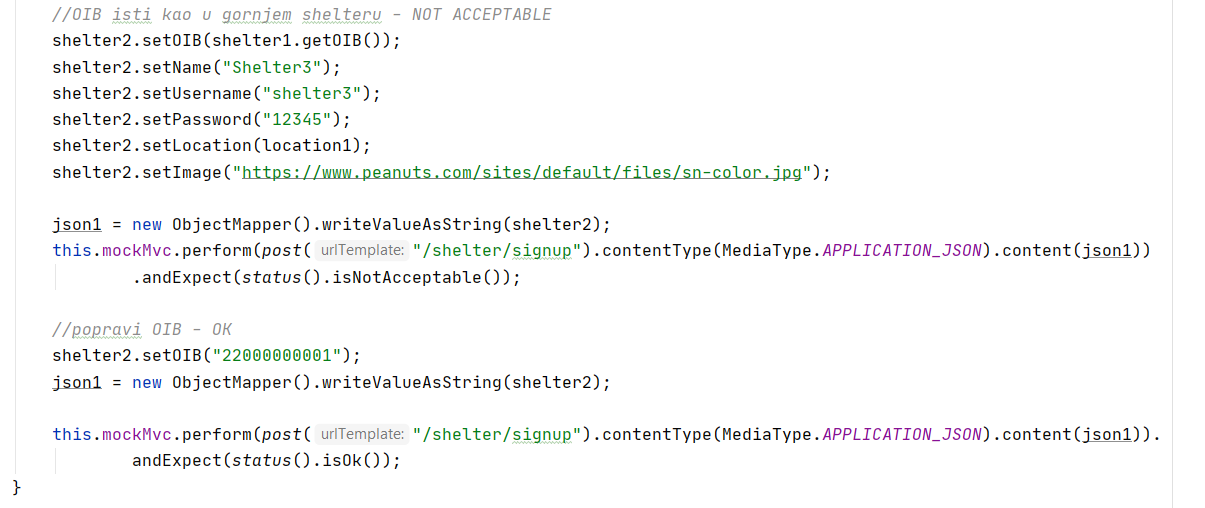 //OIB isti kao u gornjem shelteru - NOT ACCEPTABLE
shelter2.setOIB(shelter1.getOIB());
shelter2.setName("Shelter3");
shelter2.setUsername("shelter3");
shelter2.setPassword("12345");
shelter2.setLocation(location1);
shelter2.setImage("https://www.peanuts.com/sites/default/files/sn-color.jpg");
json1 = new ObjectMapper().writeValueAsString(shelter2);
this.mockMvc.perform(post( urlTemplate: "/shelter/signup").contentType(MediaType.APPLICATION_JSON).content(json1))
.andExpect(status().isNotAcceptable());
//popravi OIB - OK
shelter2.setOIB("22000000001");
json1 = new ObjectMapper().writeValueAsString(shelter2);
this.mockMvc.perform(post( urlTemplate: "/shelter/signup").contentType(MediaType.APPLICATION_JSON).content(json1)).
andExpect(status().isOk());
}